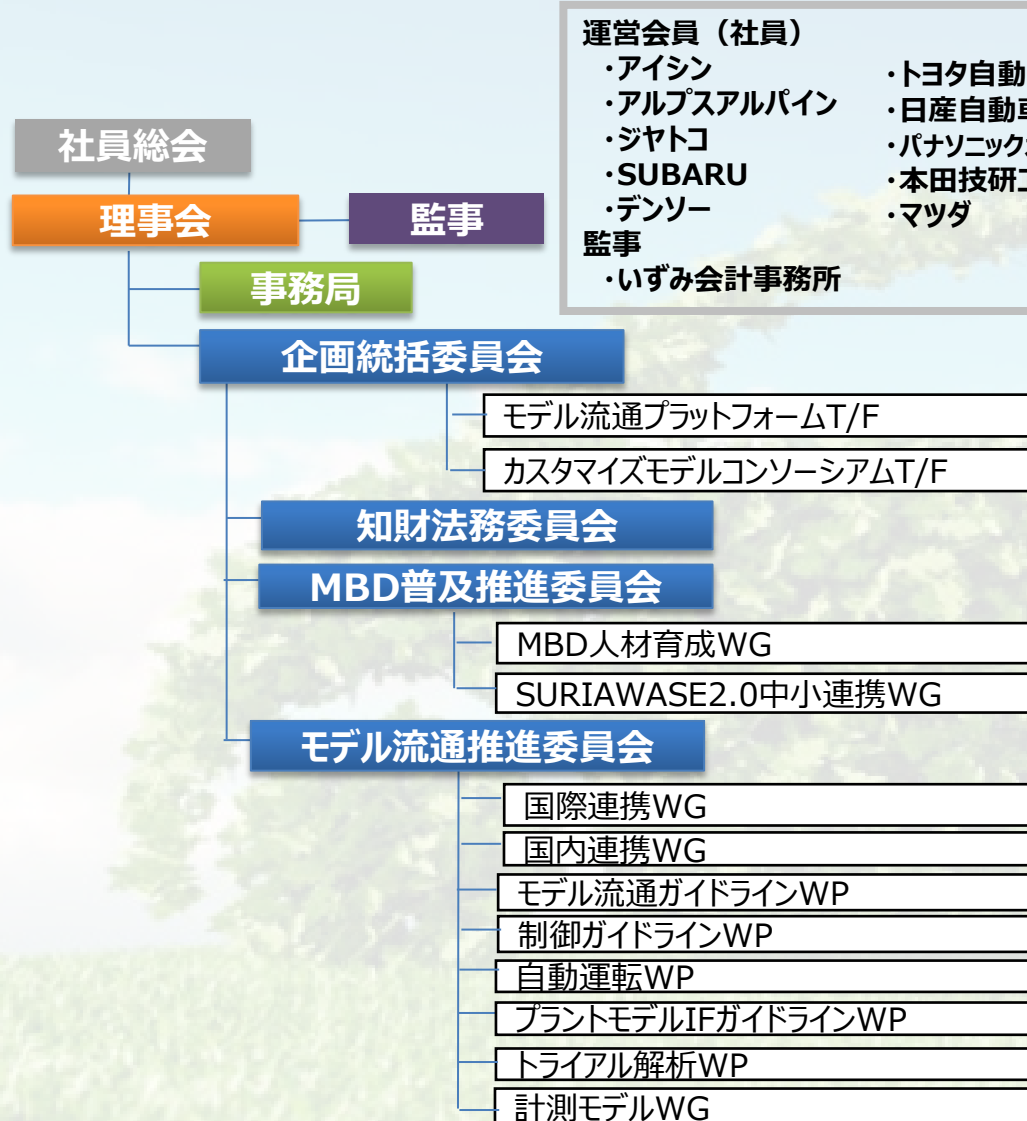 運営会員（社員）
・アイシン
・アルプスアルパイン
・ジヤトコ
・SUBARU
・デンソー
・トヨタ自動
・日産自動
・パナソニック
・本田技研
・マツダ
監事
・いずみ会計事務所
社員総会
理事会
監事
事務局
企画統括委員会
モデル流通プラットフォームT/F
カスタマイズモデルコンソーシアムT/F
知財法務委員会
MBD普及推進委員会
MBD人材育成WG
SURIAWASE2.0中小連携WG
モデル流通推進委員会
国際連携WG
国内連携WG
モデル流通ガイドラインWP
制御ガイドラインWP
自動運転WP
プラントモデルIFガイドラインWP
トライアル解析WP
計測モデルWG